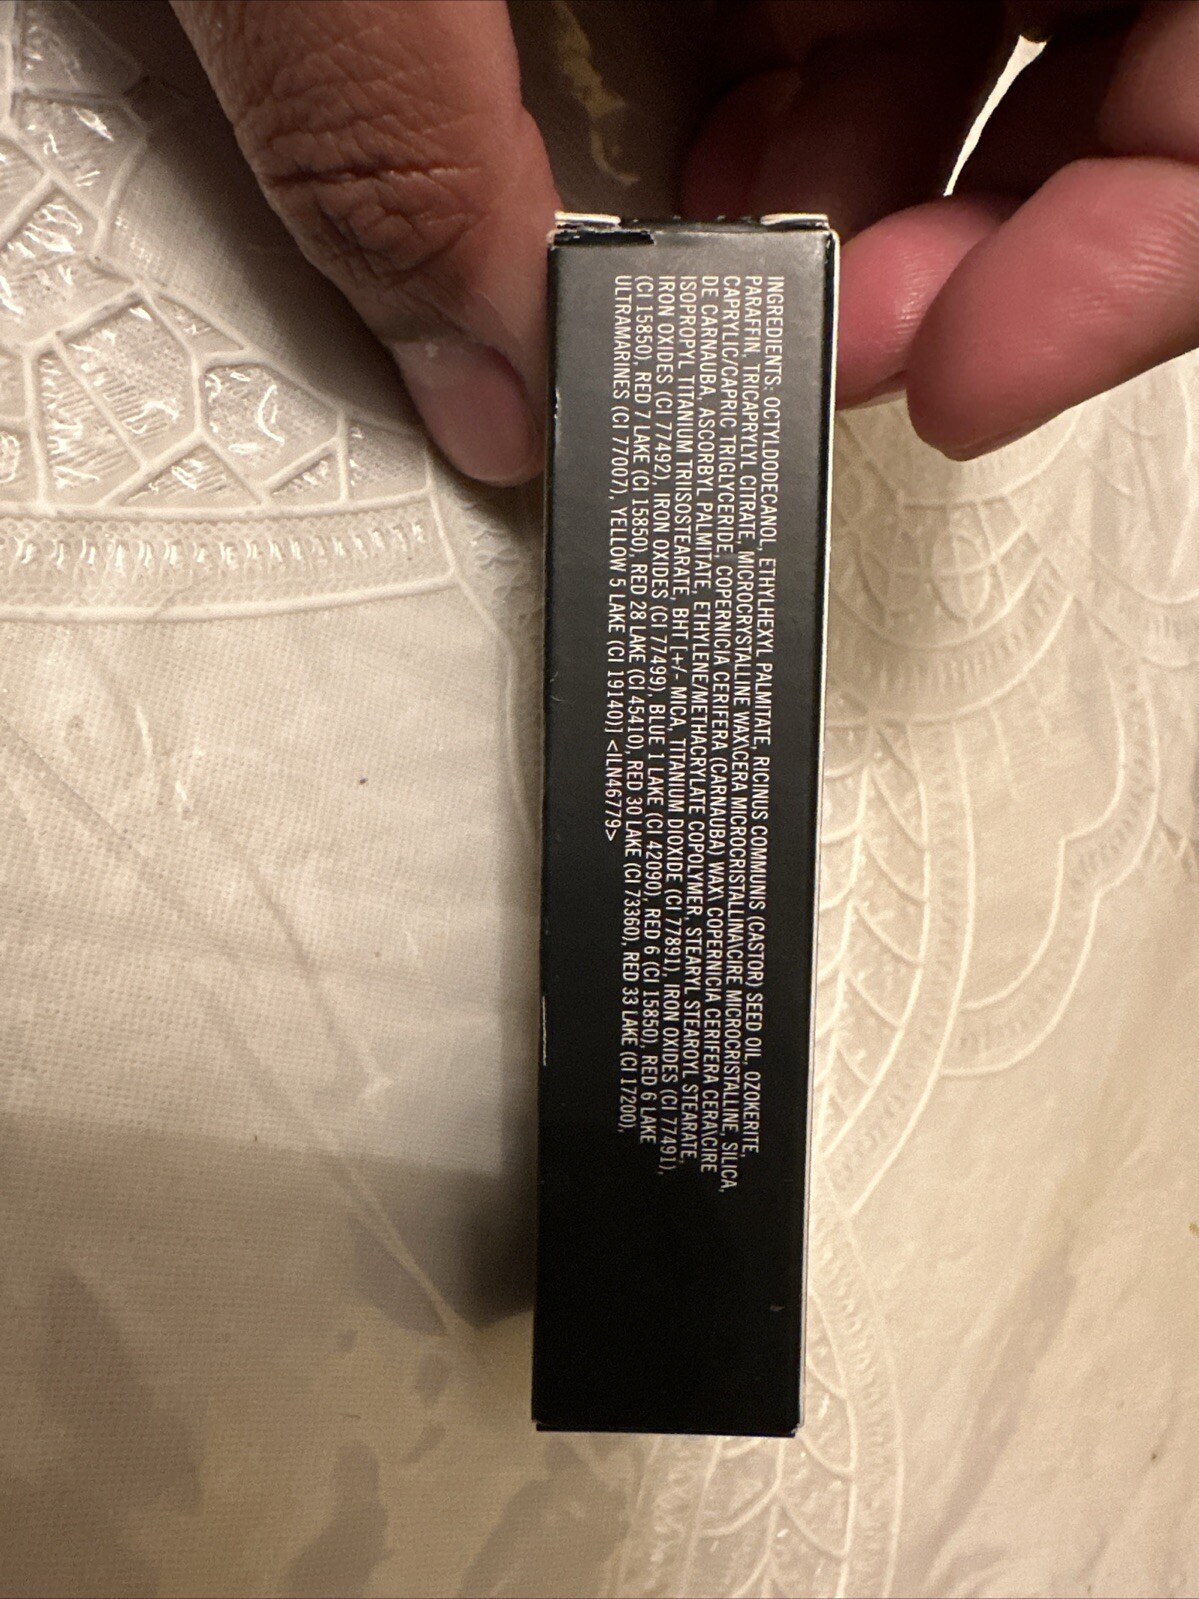 INGREDIENTS: OCTYLDODECANOL, ETHYLHEXYL PALMITATE, RICINUS COMMUNIS (CASTOR) SEED OIL, OZOKERITE,
PARAFFIN, TRICAPRYLYL CITRATE, MICROCRYSTALLINE WAX\CERA MICROCRISTALLINA\CIRE MICROCRISTALLINE, SILICA,
CAPRYLIC/CAPRIC TRIGLYCERIDE, COPERNICIA CERIFERA (CARNAUBA) WAX\ COPERNICIA CERIFERA CERA\CIRE
DE CARNAUBA, ASCORBYL PALMITATE, ETHYLENE/METHACRYLATE COPOLYMER, STEARYL STEAROYL STEARATE,
ISOPROPYL TITANIUM TRIISOSTEARATE, BHT [+/- MICA, TITANIUM DIOXIDE (CI 77891), IRON OXIDES (CI 77491),
IRON OXIDES (CI 77492), IRON OXIDES (CI 77499), BLUE 1 LAKE (CI 42090), RED 6 (CI 15850), RED 6 LAKE
(CI 15850), RED 7 LAKE (CI 15850), RED 28 LAKE (CI 45410), RED 30 LAKE (CI 73360), RED 33 LAKE (CI 17200),
ULTRAMARINES (CI 77007), YELLOW 5 LAKE (CI 19140)] <ILN46779>